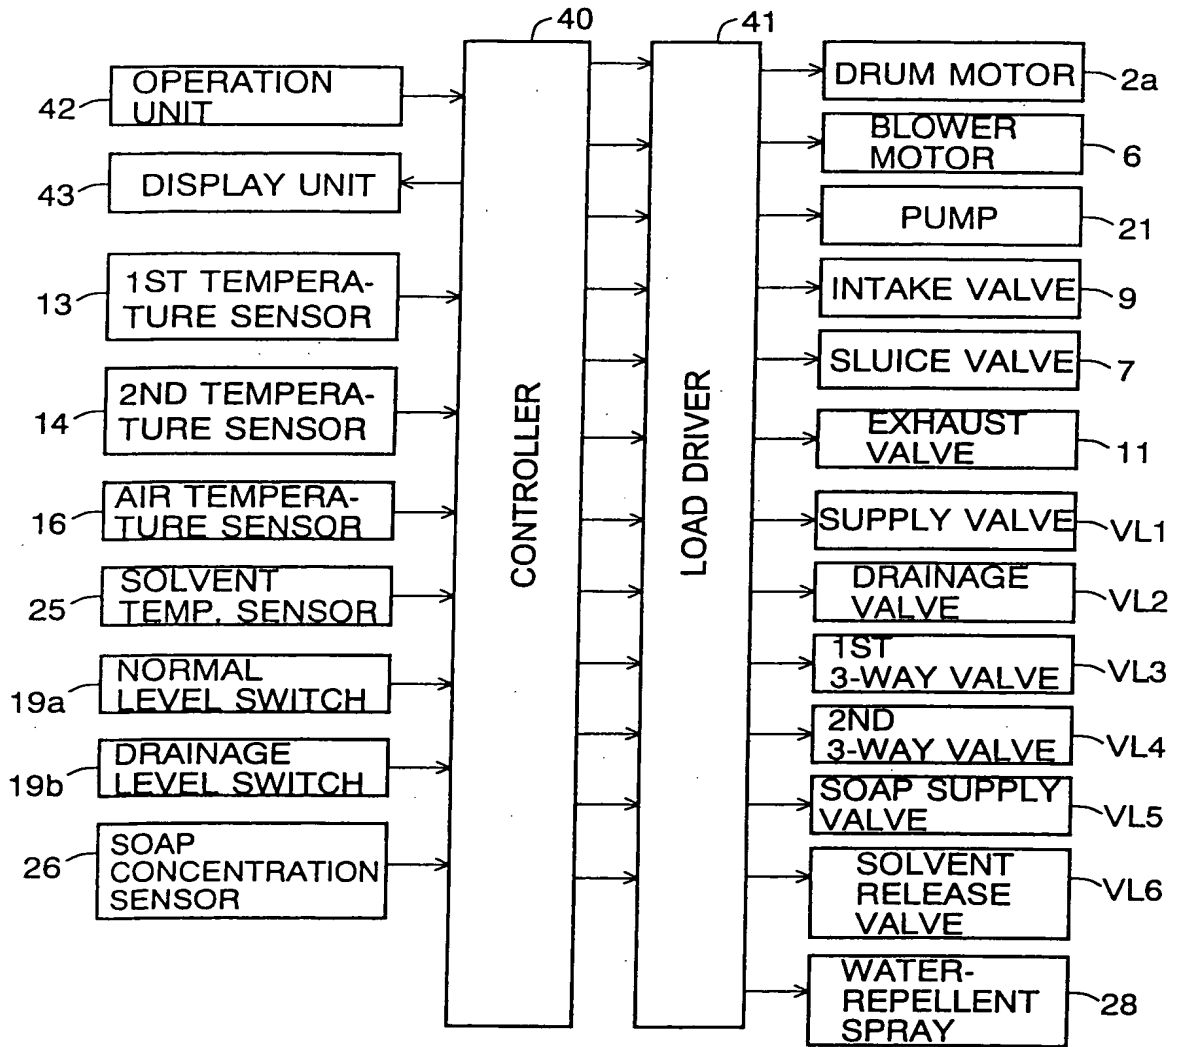 40
41
OPERATION
UNIT
42
DISPLAY UNIT
43
1ST TEMPERA-
TURE SENSOR
13
2ND TEMPERA-
TURE SENSOR
14
AIR TEMPERA-
TURE SENSOR
16
SOLVENT
TEMP. SENSOR
25
NORMAL
LEVEL SWITCH
19a
DRAINAGE
LEVEL SWITCH
19b
SOAP
CONCENTRATION
SENSOR
26
CONTROLLER
LOAD DRIVER
DRUM MOTOR
2a
BLOWER
MOTOR
6
PUMP
21
INTAKE VALVE
9
SLUICE VALVE
7
EXHAUST
VALVE
11
SUPPLY VALVE
VL1
DRAINAGE
VALVE
VL2
1ST
3-WAY VALVE
VL3
2ND
3-WAY VALVE
VL4
SOAP SUPPLY
VALVE
VL5
SOLVENT
RELEASE
VALVE
VL6
WATER-
REPELLENT
SPRAY
28